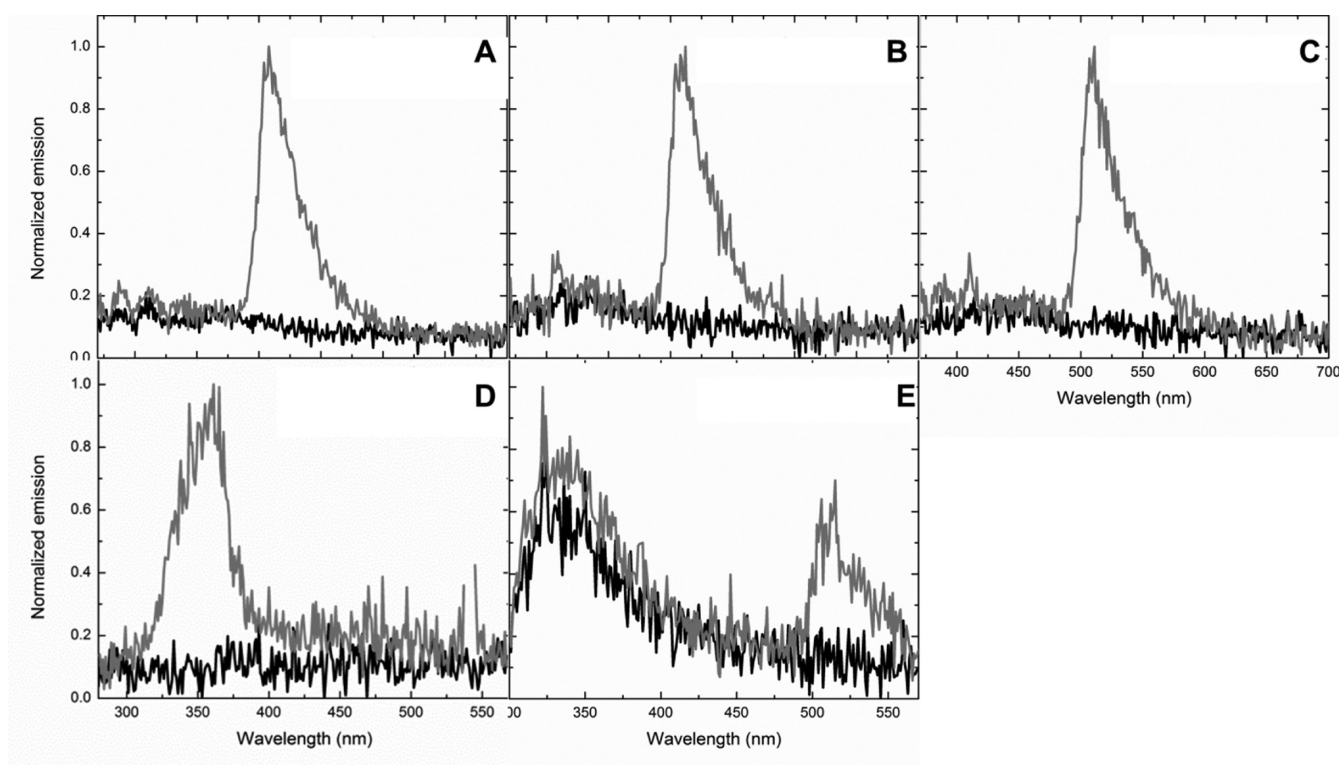 A
B
C
Normalized emission
1.0
0.8
0.6
0.4
0.2
0.0
400 450 500 550 600 650 700
Wavelength (nm)
D
E
Normalized emission
1.0
0.8
0.6
0.4
0.2
0.0
300 350 400 450 500 550
00 350 400 450 500 550
Wavelength (nm)
Wavelength (nm)